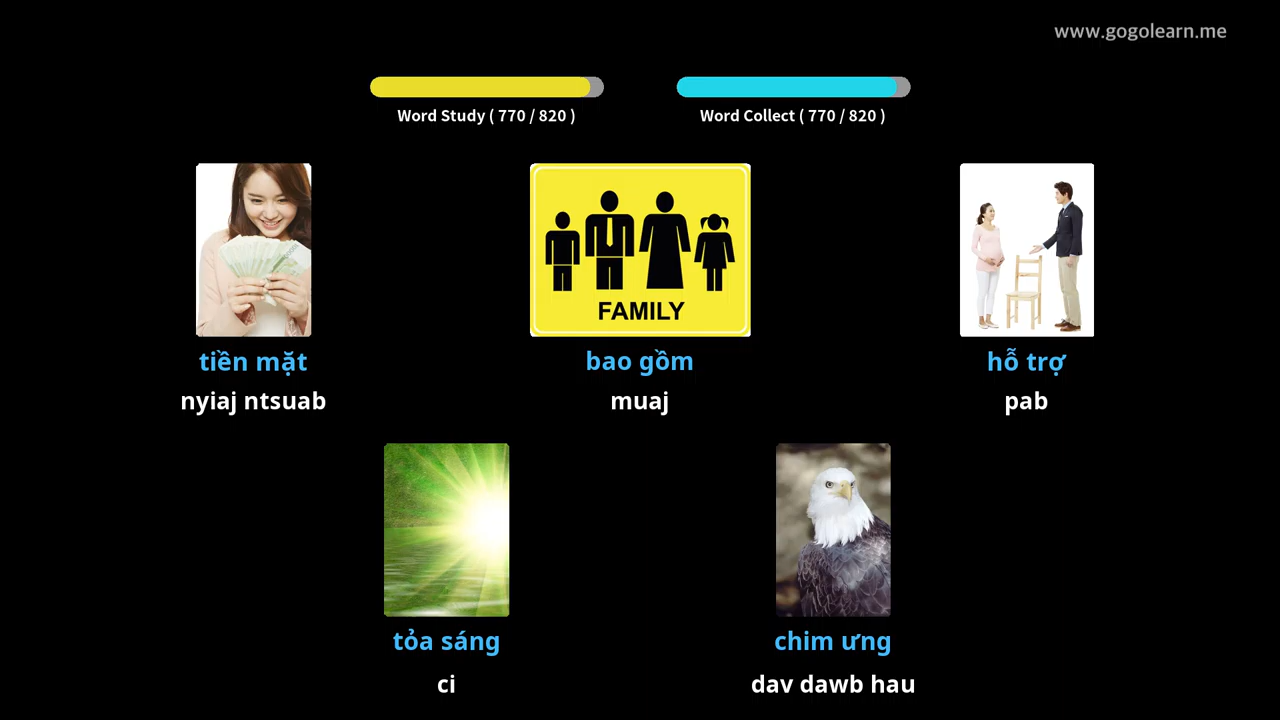 www.gogolearn.me
Word Study ( 770 / 820 )
Word Collect ( 770 / 820 )
FAMILY
tiền mặt
bao gồm
hỗ trợ
nyiaj ntsuab
muaj
pab
tỏa sáng
chim ưng
ci
dav dawb hau